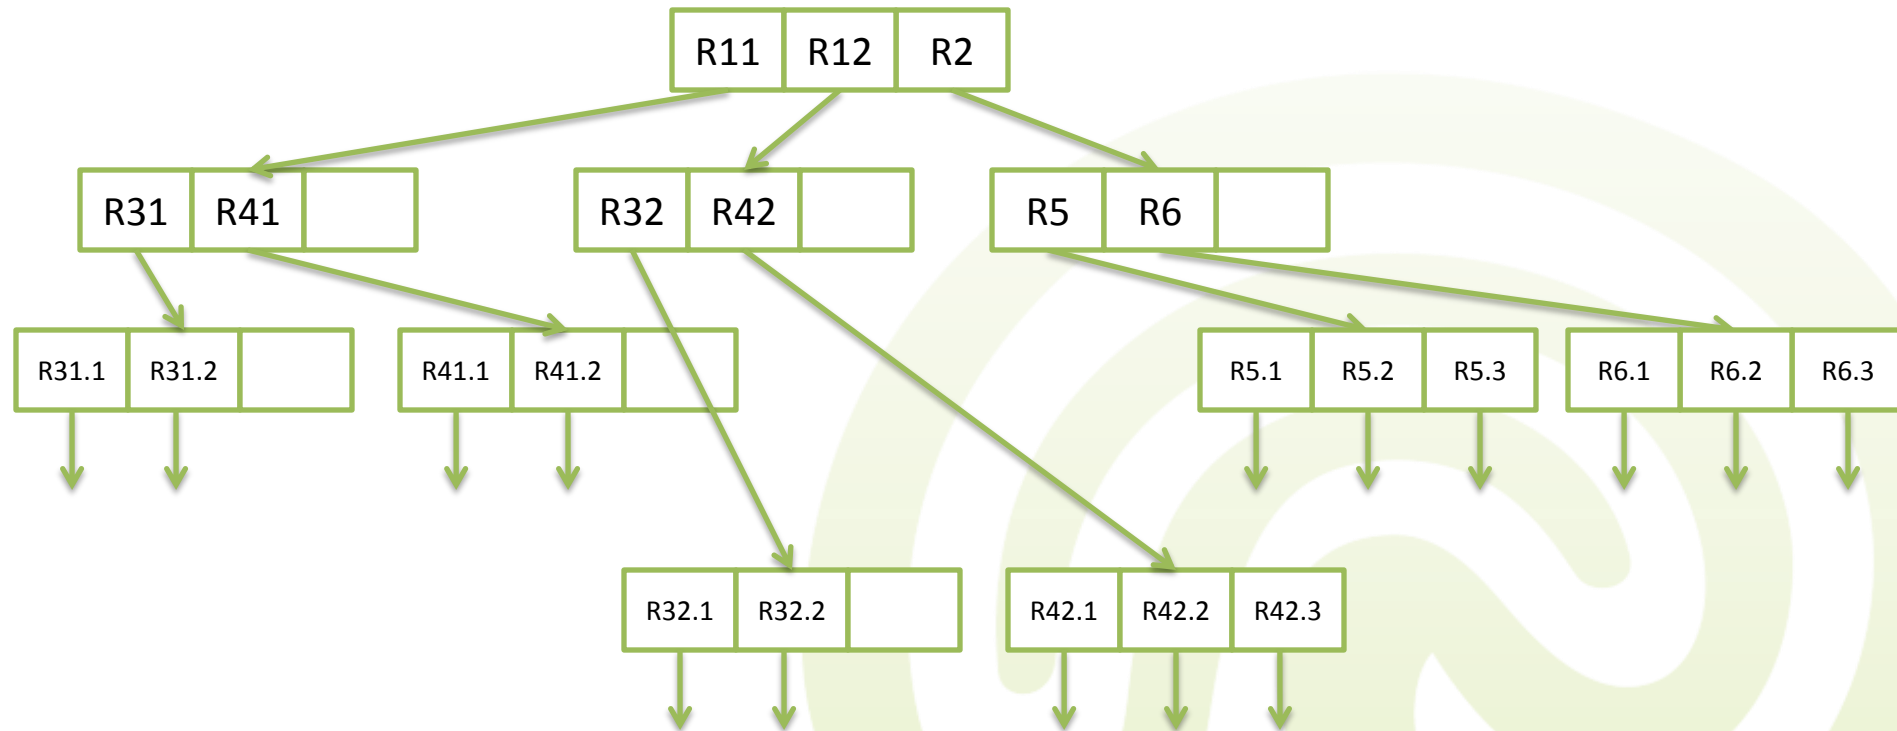 R11 R12 R2
R31 R41 R32 R42 R5 R6
R31.1 R31.2 R41.1 R41.2 R5.1 R5.2 R5.3 R6.1 R6.2 R6.3
R32.1 R32.2 R42.1 R42.2 R42.3